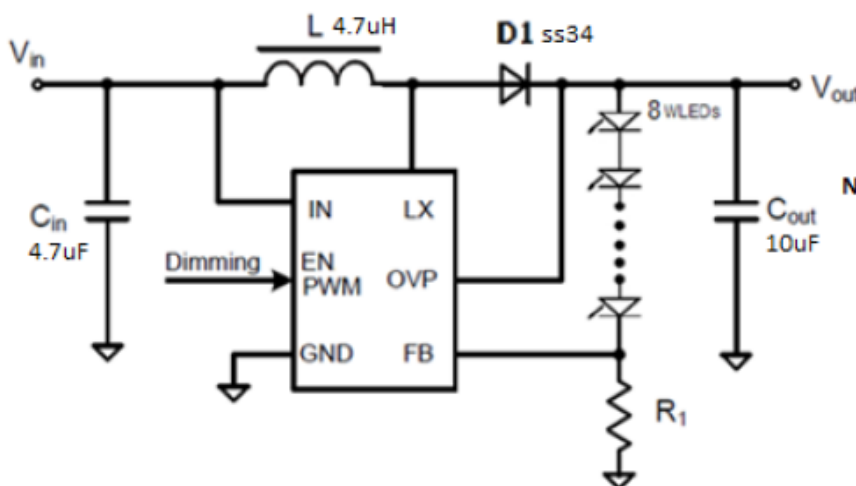 L 4.7uH
D1 ss34
Vin
Vout
8 WLEDs
N
Cin
4.7uF
IN LX
Cout
10uF
Dimming
EN
PWM OVP
GND FB
R1